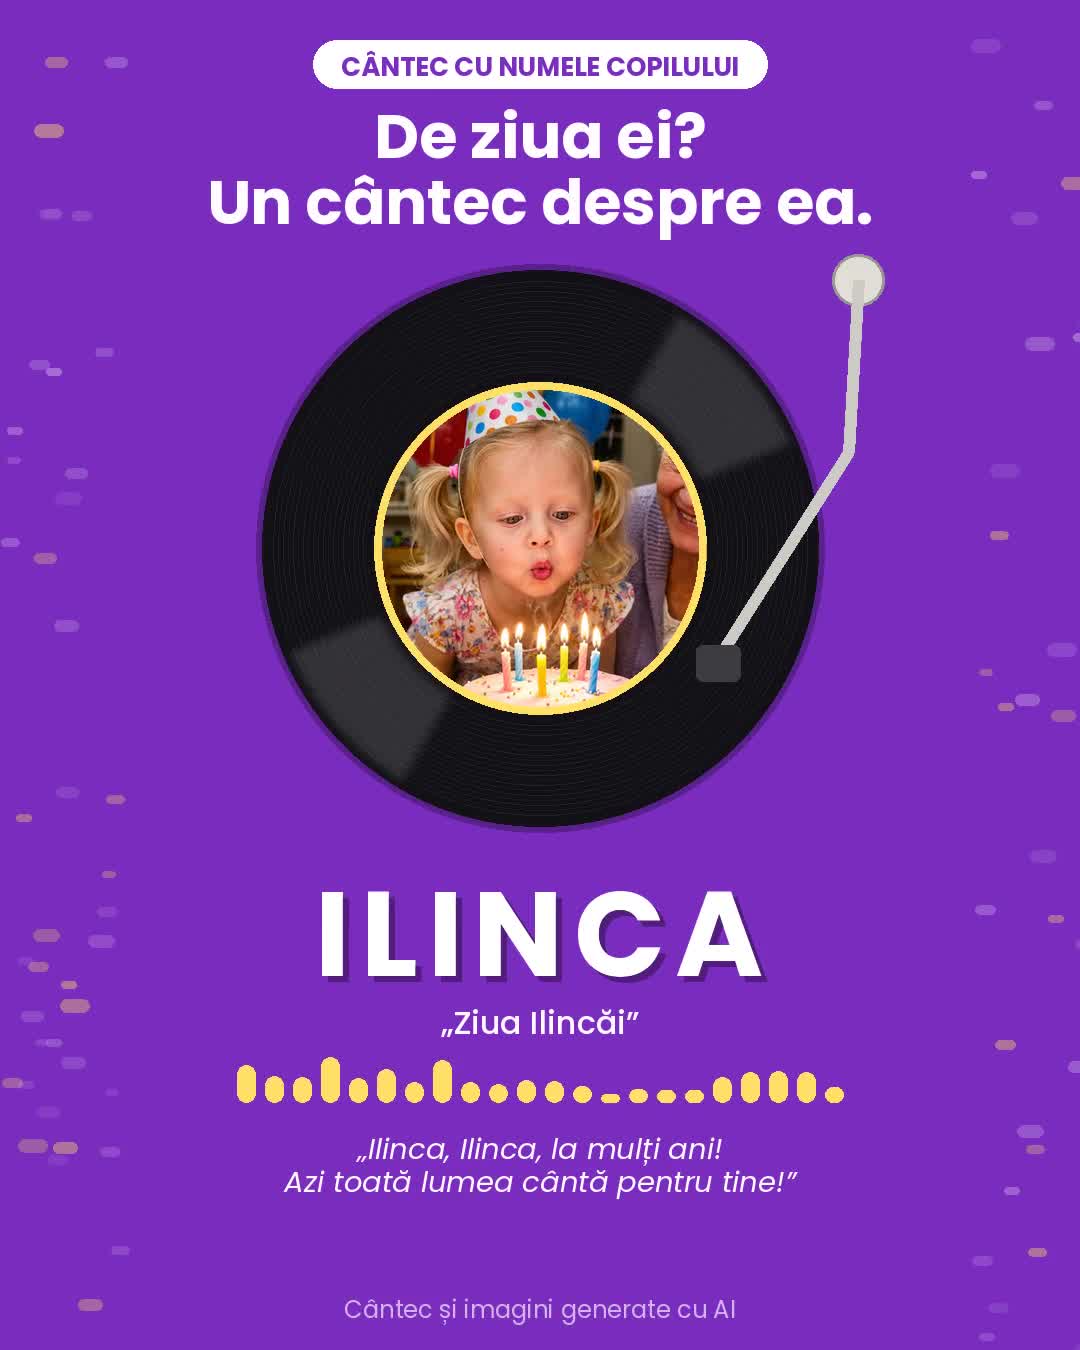 CÂNTEC CU NUMELE COPILULUI
De ziua ei?
Un cântec despre ea.
ILINCA
„Ziua Ilincăi”
„Ilinca, Ilinca, la mulți ani!
Azi toată lumea cântă pentru tine!”
Cântec și imagini generate cu AI